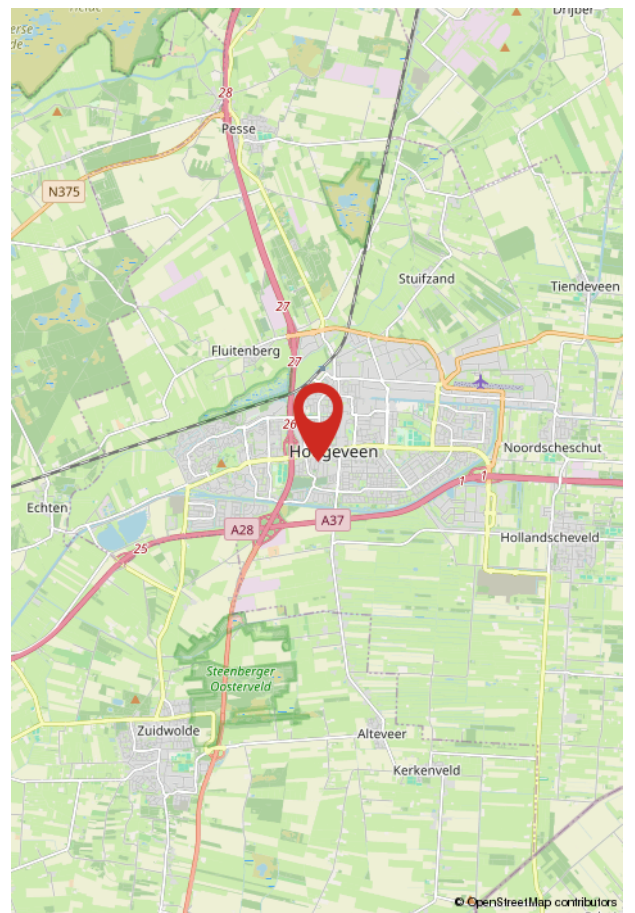 Drijber
28
Pesse
N375
Stuifzand
Tiendeveen
27
Fluitenberg
27
26
Hoogeveen
Noordscheschut
1
1
Echten
A28
A37
Hollandscheveld
25
Steenberger
Oosterveld
Zuidwolde
Alteveer
Kerkenveld
© OpenStreetMap contributors